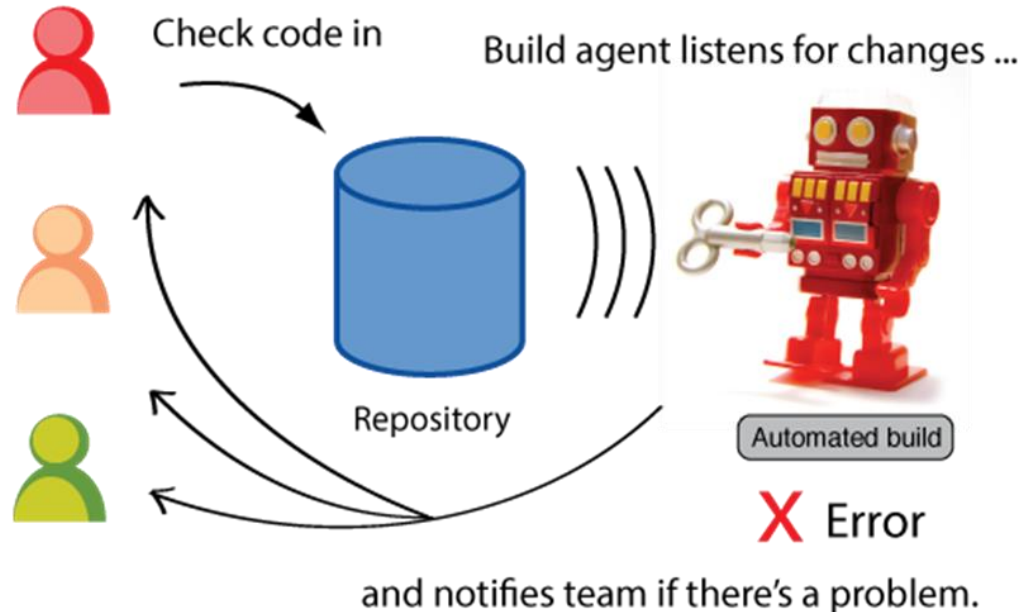 Check code in
Build agent listens for changes ...
Repository
Automated build
X Error
and notifies team if there's a problem.